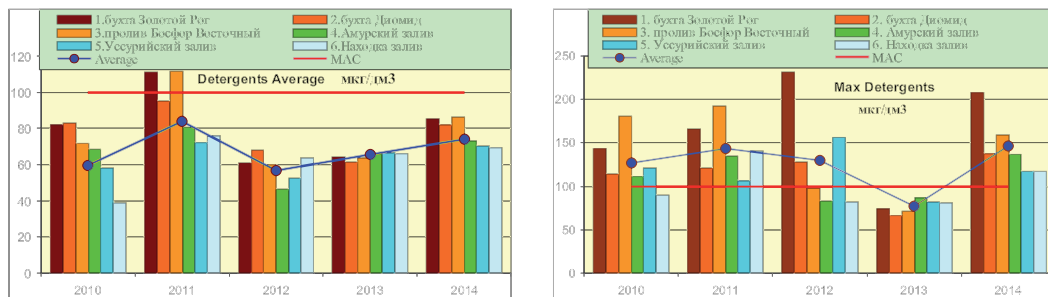 1.бухта Золотой Рог 2.бухта Диомид
3.пролив Босфор Восточный 4.Амурский залив
5.Уссурийский залив 6.Находка залив
Average MAC
Detergents Average мкг/дм3
120
100
80
60
40
20
0
2010 2011 2012 2013 2014
1. бухта Золотой Рог 2. бухта Диомид
3. пролив Босфор Восточный 4. Амурский залив
5. Уссурийский залив 6. Находка залив
Average MAC
Max Detergents
мкг/дм3
250
200
150
100
50
0
2010 2011 2012 2013 2014